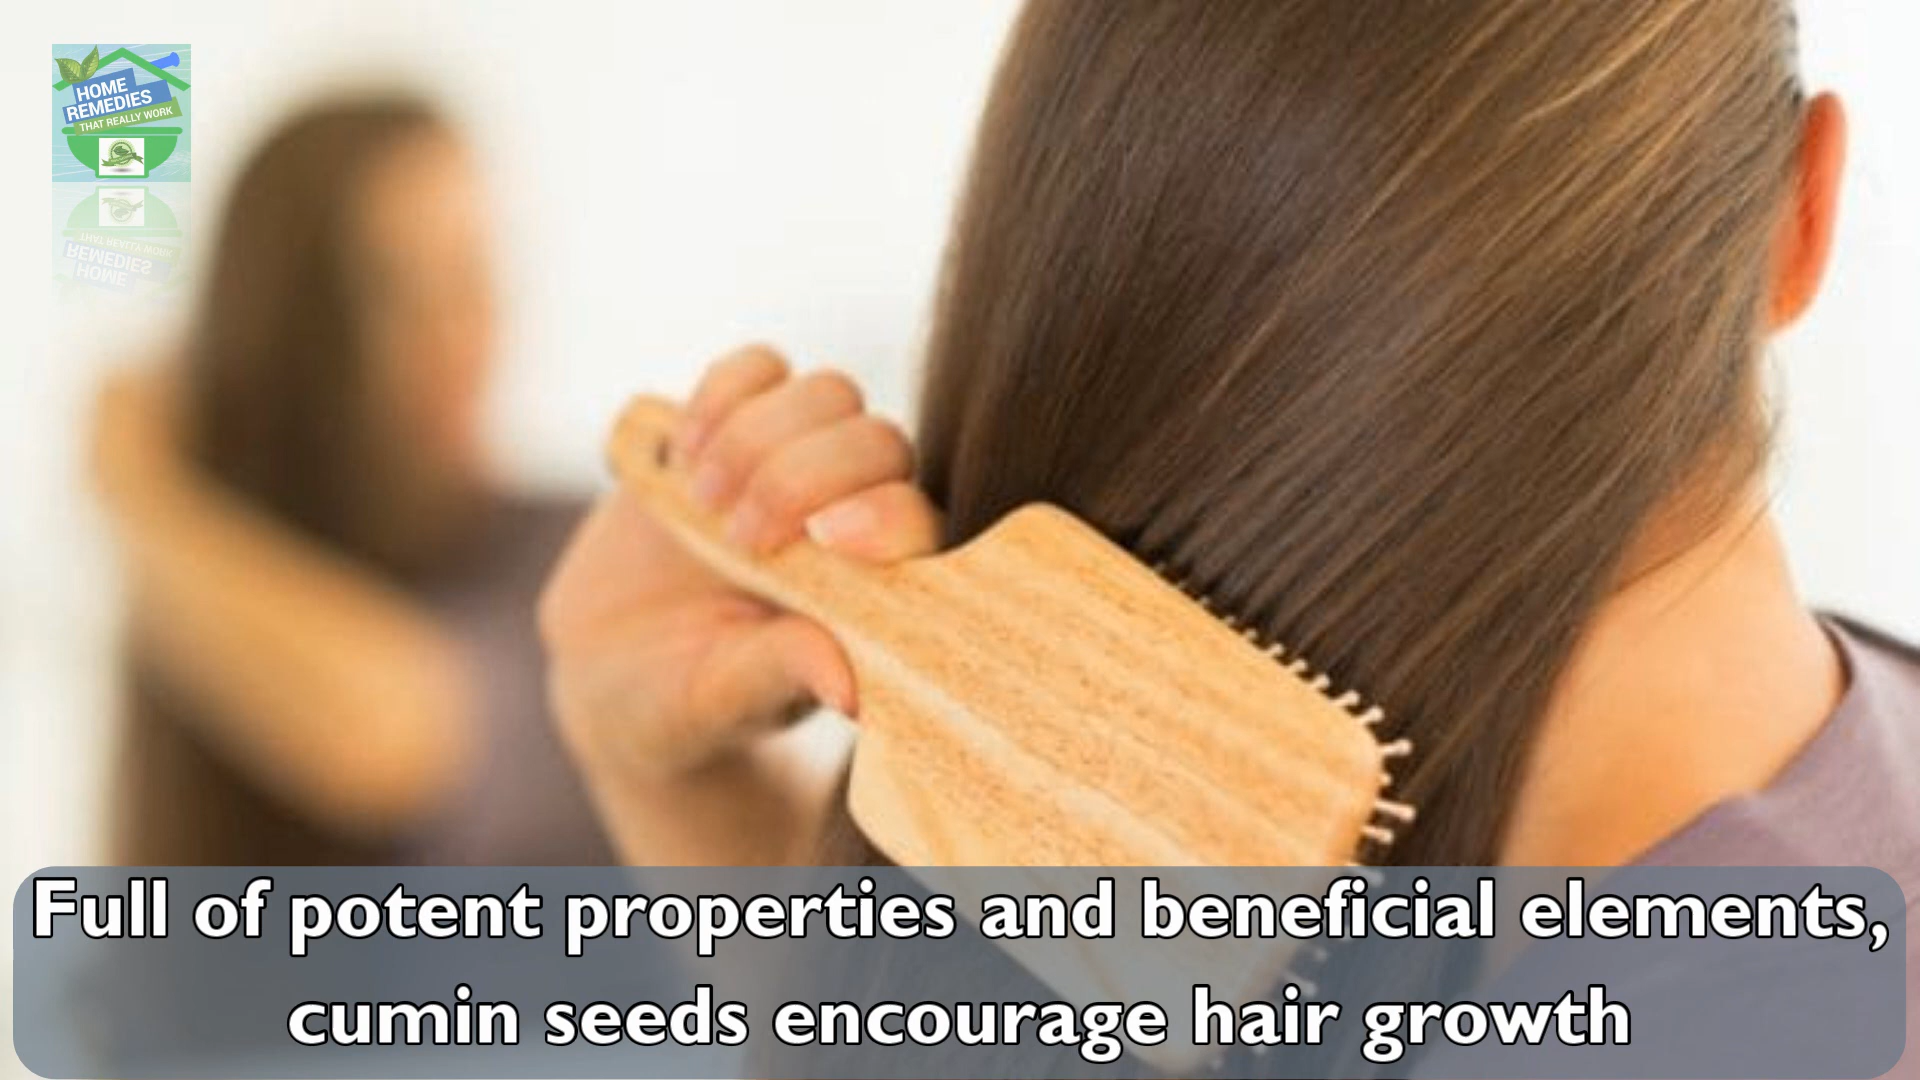 HOME
REMEDIES
THAT REALLY WORK
Full of potent properties and beneficial elements,
cumin seeds encourage hair growth